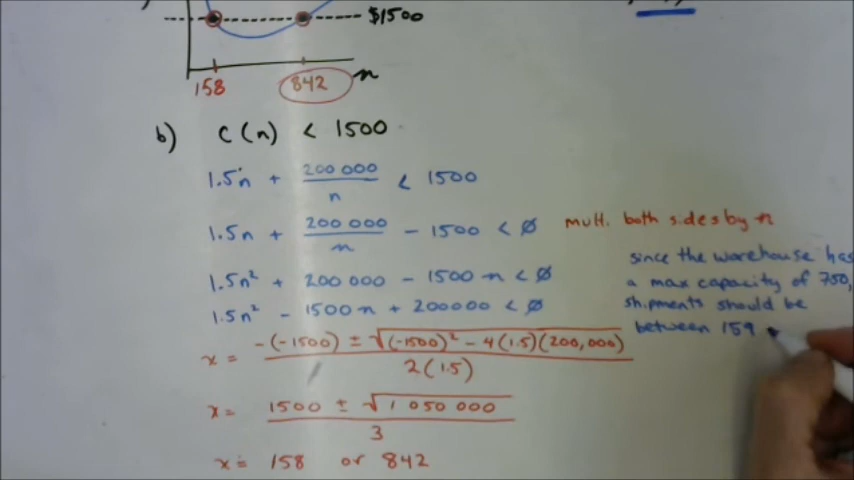 $1500
158 842 n
b) C(n) < 1500
1.5n + 200 000 / n < 1500
1.5n + 200 000 / n - 1500 < 0 mult. both sides by n
since the warehouse has
1.5n² + 200 000 - 1500 n < 0 a max capacity of 750,
1.5n² - 1500 n + 200000 < 0 shipments should be
between 159
x = -(-1500) ± √(-1500)² - 4(1.5)(200,000) / 2(1.5)
x = 1500 ± √1 050 000 / 3
x = 158 or 842